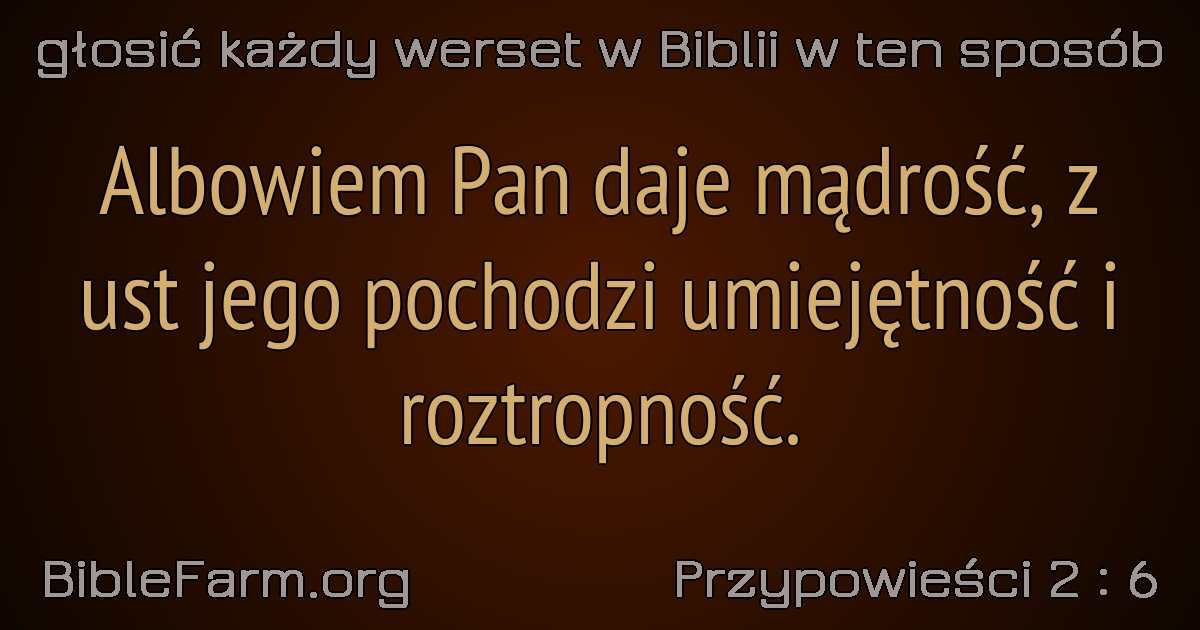 głosić każdy werset w Biblii w ten sposób
Albowiem Pan daje mądrość, z
ust jego pochodzi umiejętność i
roztropność.
BibleFarm.org
Przypowieści 2 : 6